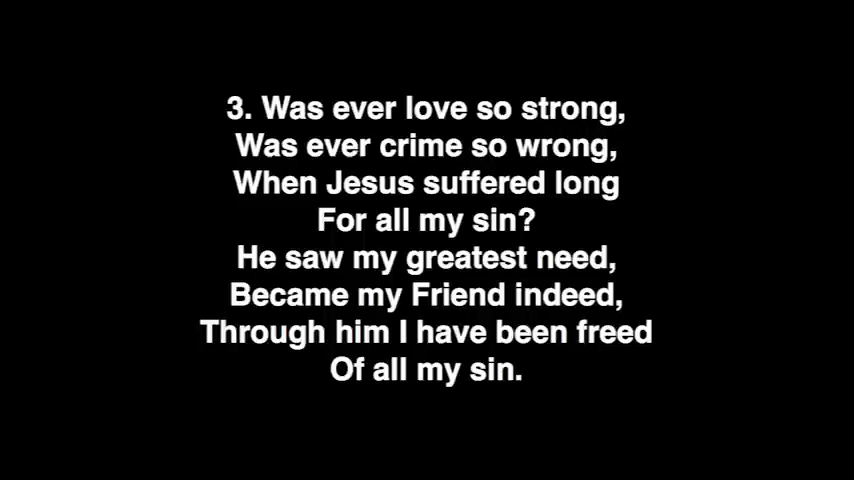 3. Was ever love so strong,
Was ever crime so wrong,
When Jesus suffered long
For all my sin?
He saw my greatest need,
Became my Friend indeed,
Through him I have been freed
Of all my sin.